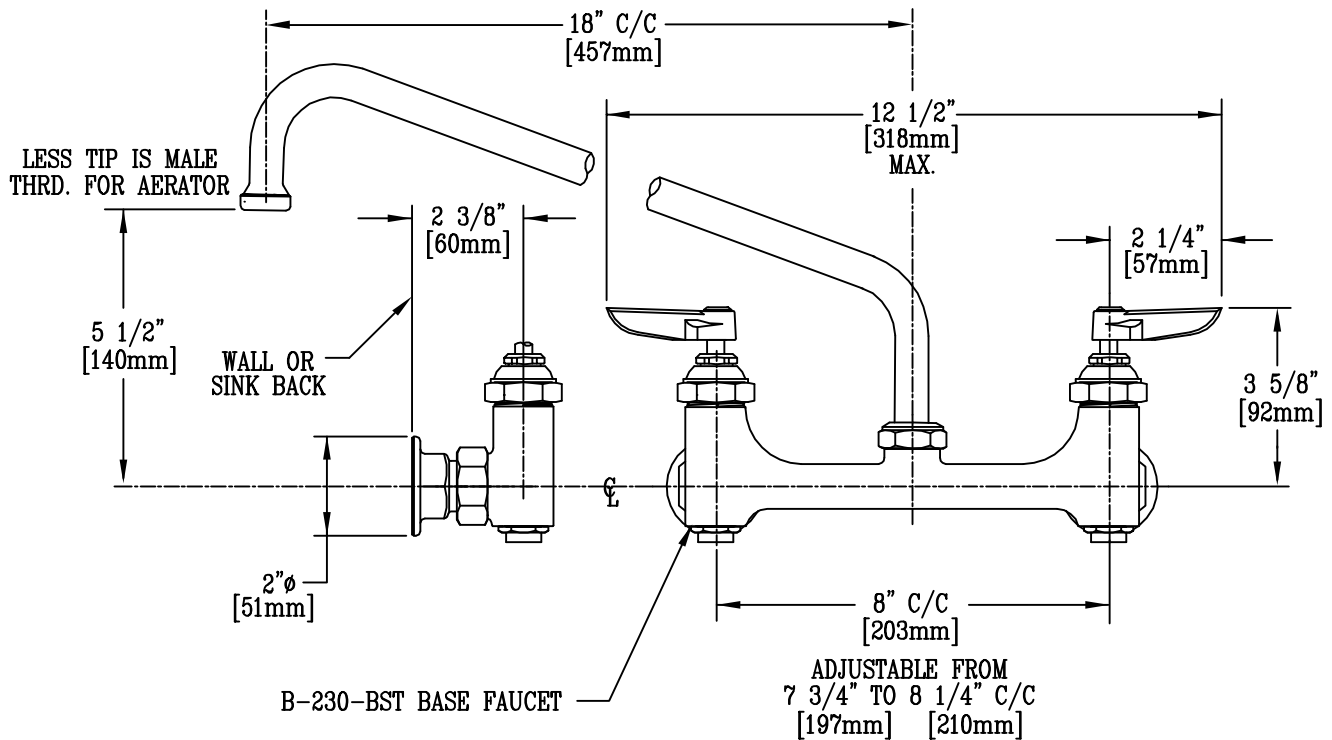 18" C/C
[457mm]
12 1/2"
[318mm]
MAX.
LESS TIP IS MALE
THRD. FOR AERATOR
2 3/8"
[60mm]
2 1/4"
[57mm]
5 1/2"
[140mm]
WALL OR
SINK BACK
3 5/8"
[92mm]
℄
2"ø
[51mm]
8" C/C
[203mm]
ADJUSTABLE FROM
7 3/4" TO 8 1/4" C/C
[197mm] [210mm]
B-230-BST BASE FAUCET